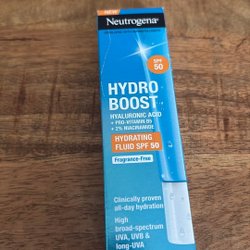 NEW
Neutrogena®
SPF
50
HYDRO
BOOST
HYALURONIC ACID
+ PRO-VITAMIN B5
+ 2% NIACINAMIDE
HYDRATING
FLUID SPF 50
Fragrance-Free
Clinically proven
all-day hydration
High
broad-spectrum
UVA, UVB &
long-UVA